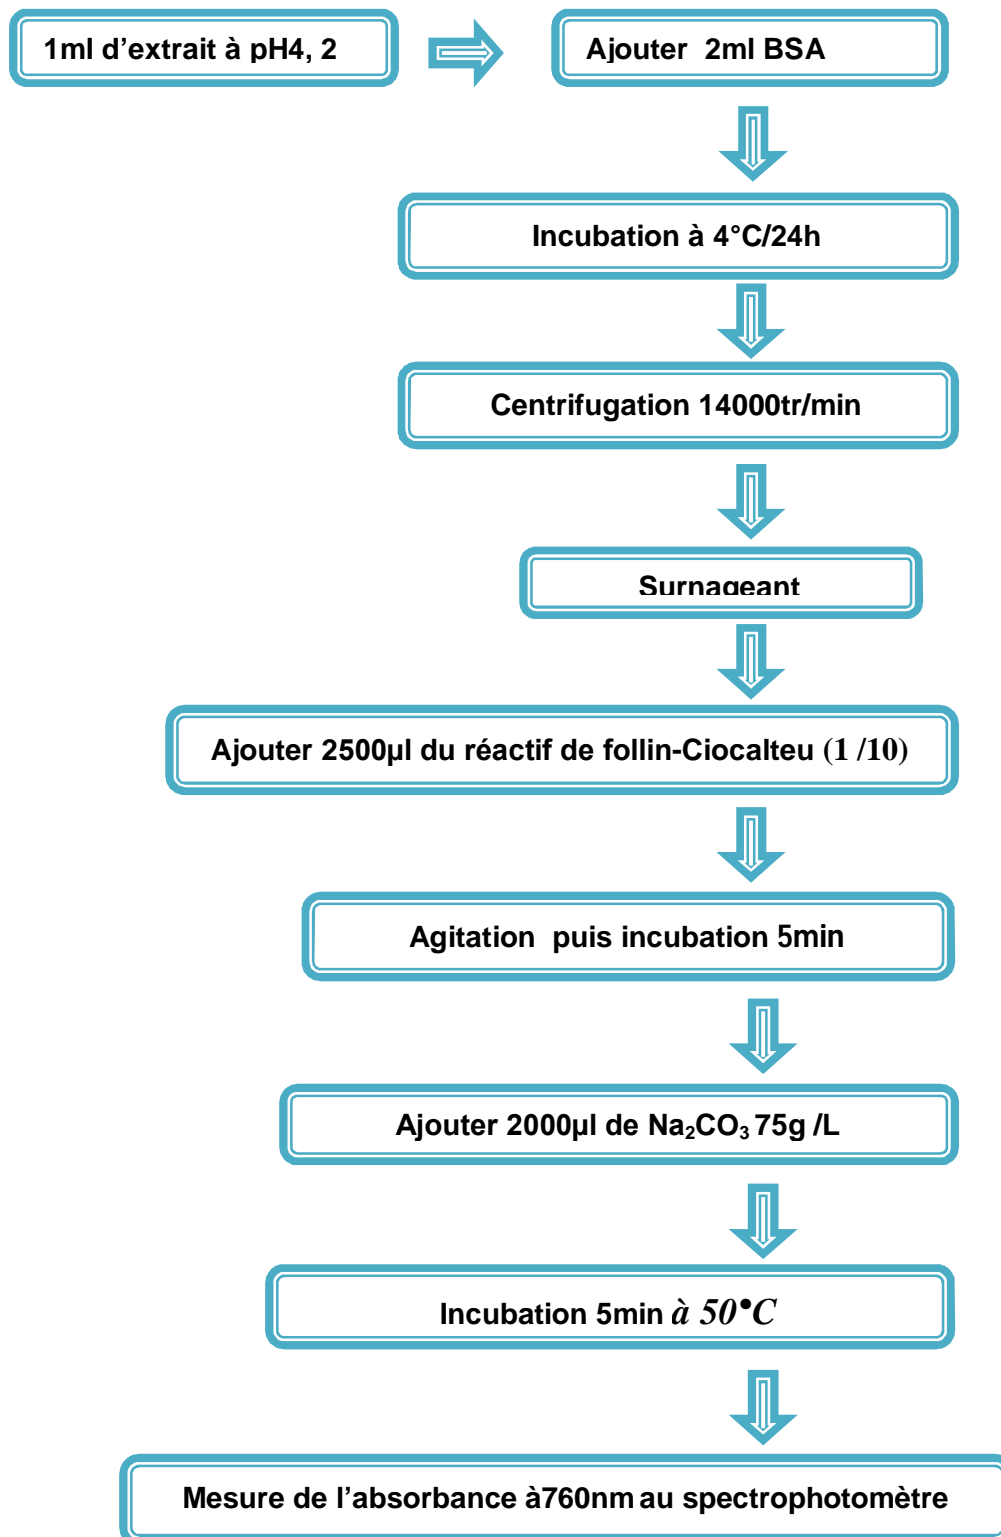 1ml d’extrait à pH4, 2
Ajouter 2ml BSA
Incubation à 4°C/24h
Centrifugation 14000tr/min
Surnageant
Ajouter 2500µl du réactif de follin-Ciocalteu (1 /10)
Agitation puis incubation 5min
Ajouter 2000µl de Na₂CO₃ 75g /L
Incubation 5min à 50°C
Mesure de l’absorbance à760nm au spectrophotomètre